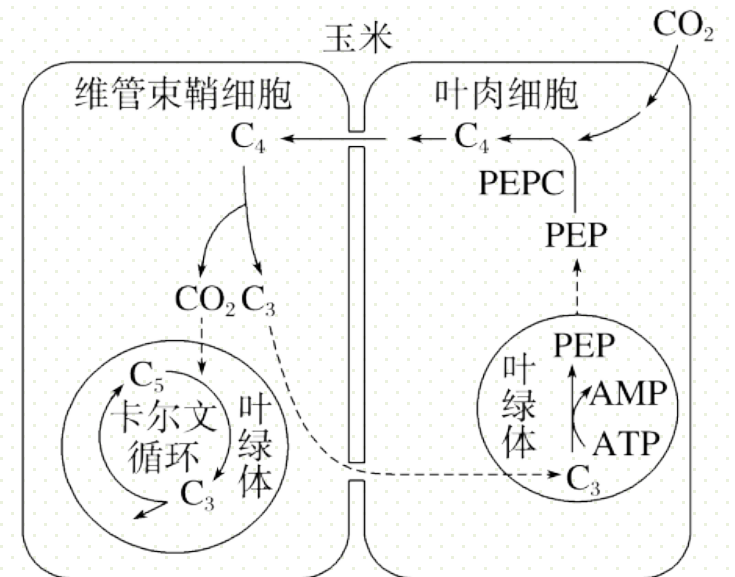 玉米
CO₂
维管束鞘细胞
叶肉细胞
C₄
C₄
PEPC
PEP
CO₂ C₃
C₅
卡尔文
循环
C₃
叶绿体
PEP
叶绿体
AMP
ATP
C₃